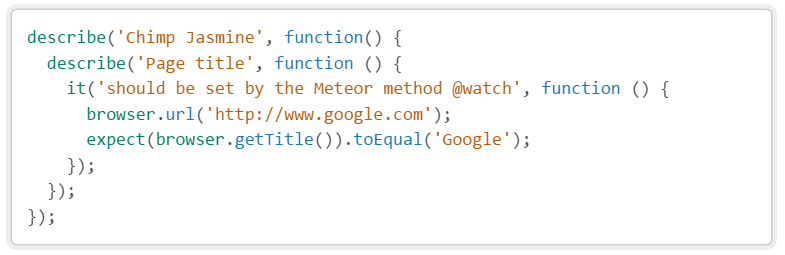 describe('Chimp Jasmine', function() {
  describe('Page title', function () {
    it('should be set by the Meteor method @watch', function () {
      browser.url('http://www.google.com');
      expect(browser.getTitle()).toEqual('Google');
    });
  });
});